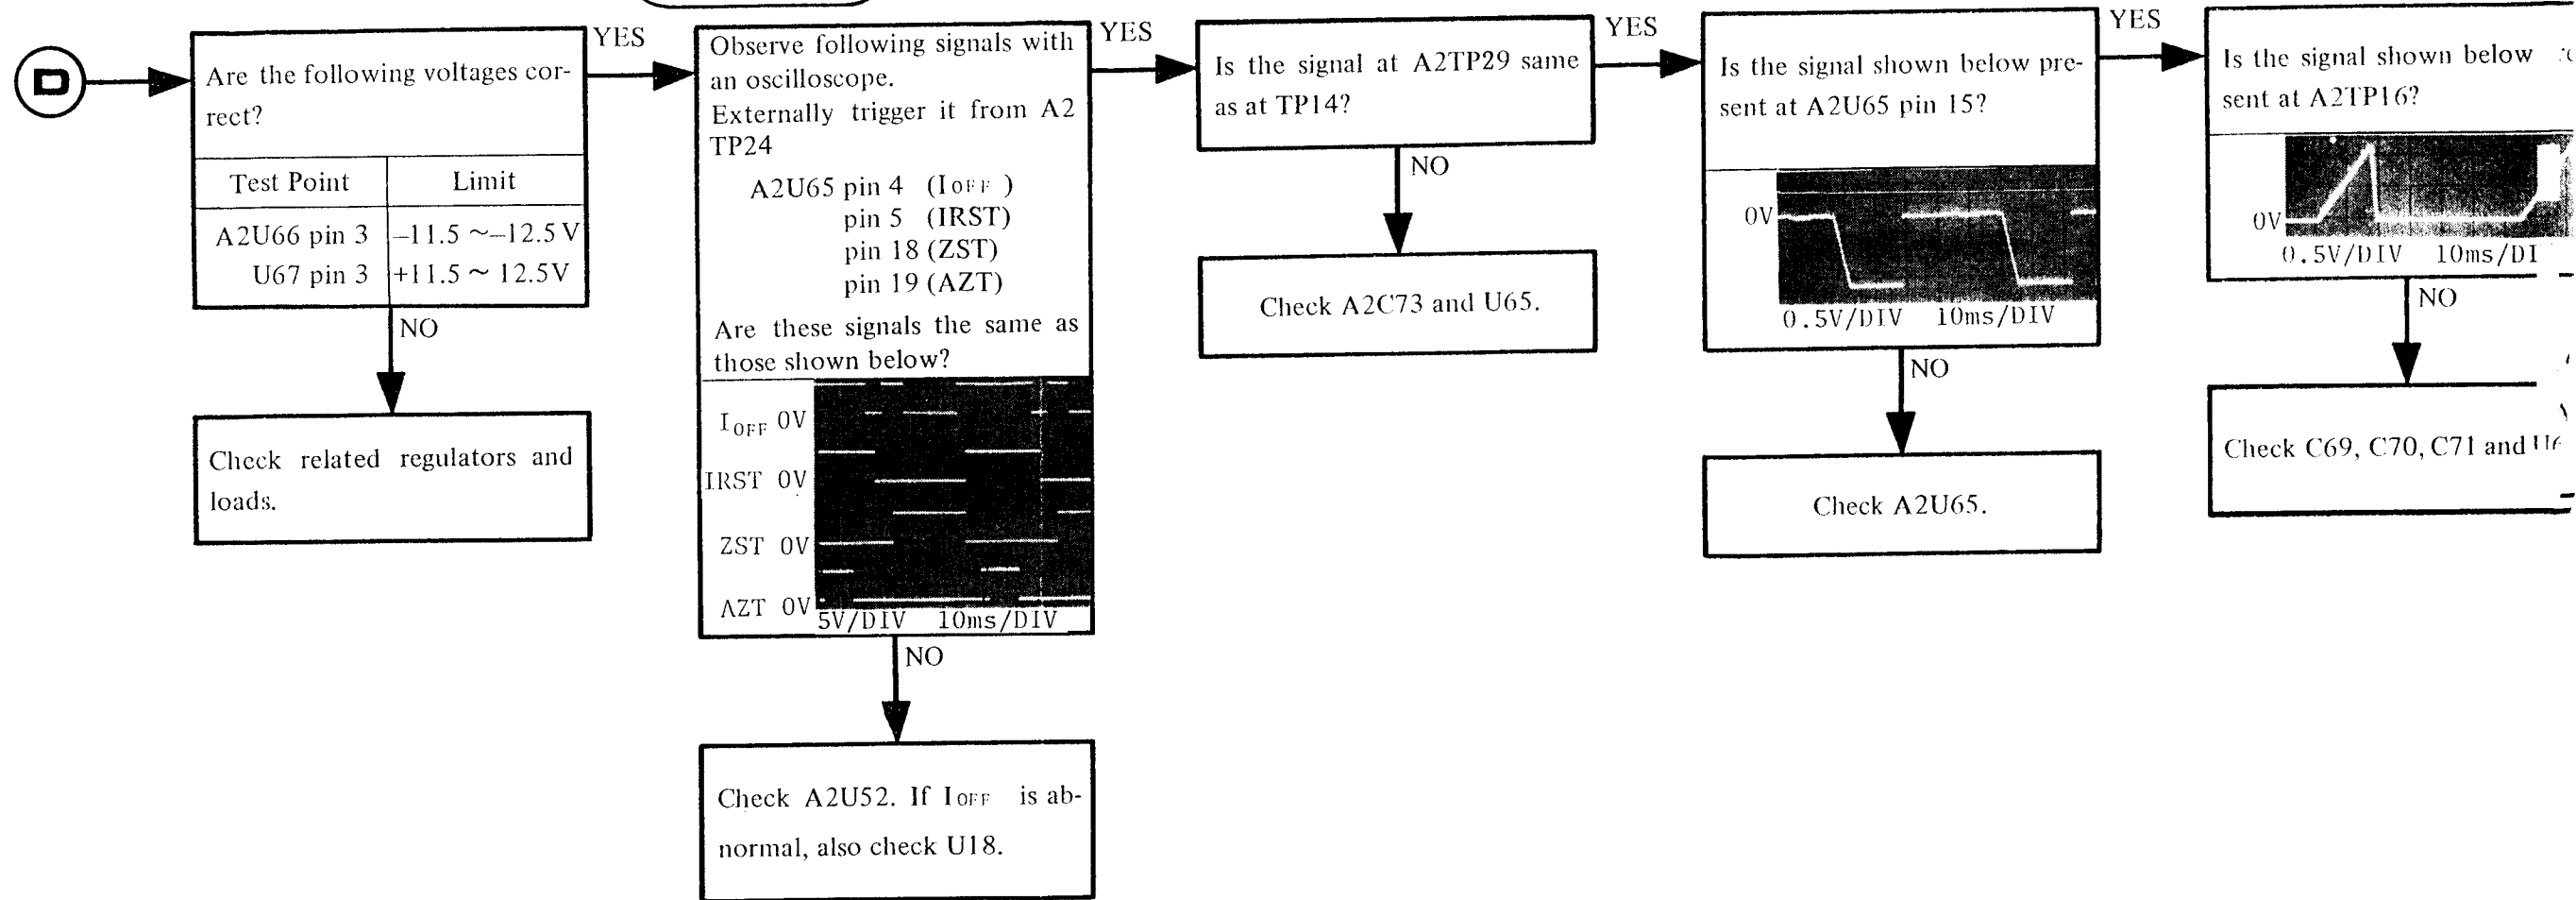 D
Are the following voltages cor-
rect?
Test Point Limit
A2U66 pin 3 –11.5 ~–12.5 V
U67 pin 3 +11.5 ~ 12.5V
YES
NO
Check related regulators and
loads.
Observe following signals with
an oscilloscope.
Externally trigger it from A2
TP24
A2U65 pin 4 (IOFF )
pin 5 (IRST)
pin 18 (ZST)
pin 19 (AZT)
Are these signals the same as
those shown below?
IOFF 0V
IRST 0V
ZST 0V
AZT 0V
5V/DIV 10ms/DIV
YES
NO
Check A2U52. If IOFF is ab-
normal, also check U18.
Is the signal at A2TP29 same
as at TP14?
YES
NO
Check A2C73 and U65.
Is the signal shown below pre-
sent at A2U65 pin 15?
0V
0.5V/DIV 10ms/DIV
YES
NO
Check A2U65.
Is the signal shown below
sent at A2TP16?
0V
0.5V/DIV 10ms/DI
NO
Check C69, C70, C71 and